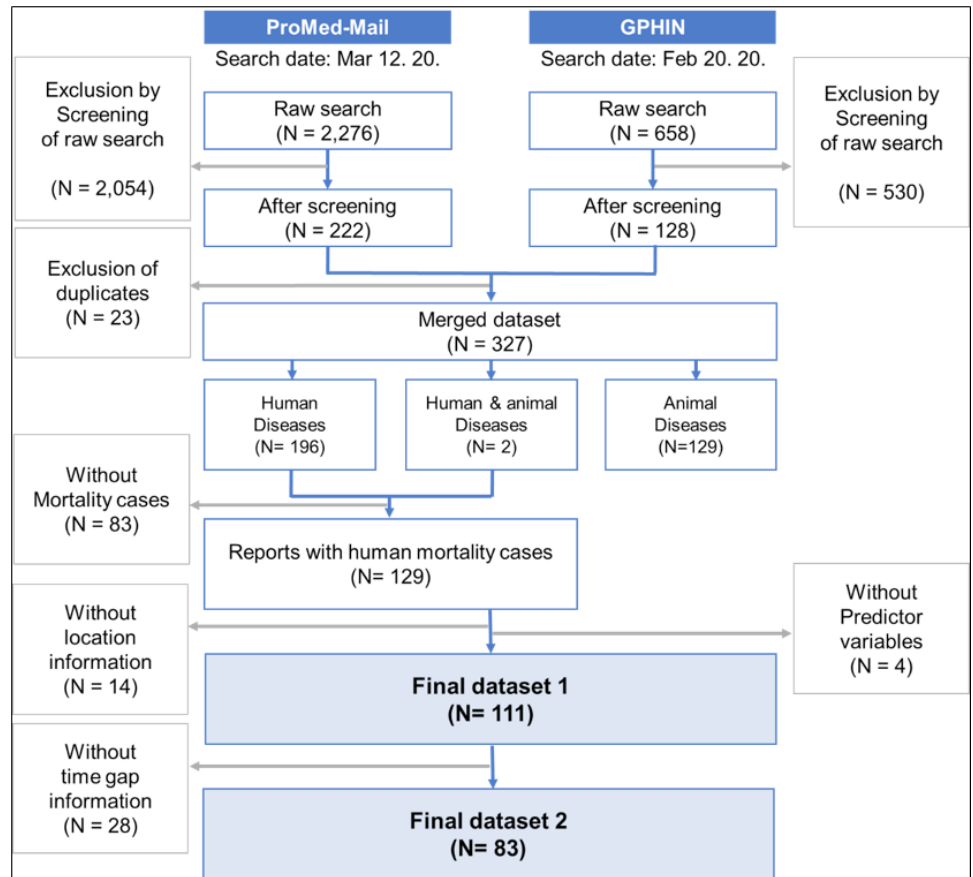 ProMed-Mail
GPHIN
Search date: Mar 12. 20.
Search date: Feb 20. 20.
Exclusion by
Screening
of raw search
(N = 2,054)
Raw search
(N = 2,276)
Raw search
(N = 658)
Exclusion by
Screening
of raw search
(N = 530)
After screening
(N = 222)
After screening
(N = 128)
Exclusion of
duplicates
(N = 23)
Merged dataset
(N = 327)
Human
Diseases
(N= 196)
Human & animal
Diseases
(N= 2)
Animal
Diseases
(N=129)
Without
Mortality cases
(N = 83)
Reports with human mortality cases
(N= 129)
Without
location
information
(N = 14)
Without
Predictor
variables
(N = 4)
Final dataset 1
(N= 111)
Without
time gap
information
(N = 28)
Final dataset 2
(N= 83)